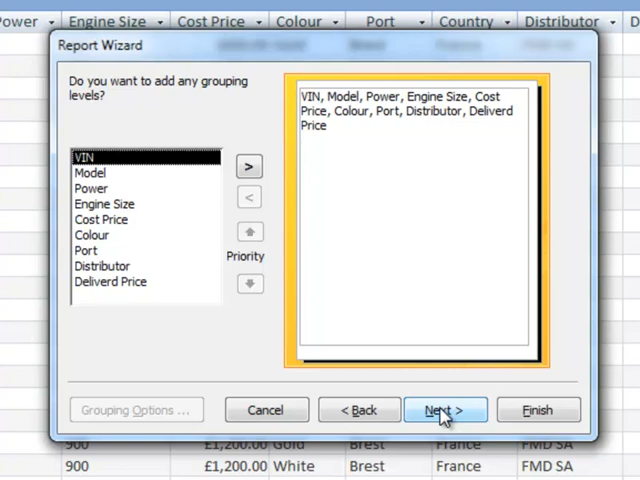 Power Engine Size Cost Price Colour Port Country Distributor D
Report Wizard
Do you want to add any grouping
levels?
VIN
Model
Power
Engine Size
Cost Price
Colour
Port
Distributor
Deliverd Price
>
<
Priority
VIN, Model, Power, Engine Size, Cost
Price, Colour, Port, Distributor, Deliverd
Price
Grouping Options ... Cancel < Back Next > Finish
900 £1,200.00 Gold Brest France FMD SA
900 £1,200.00 White Brest France FMD SA